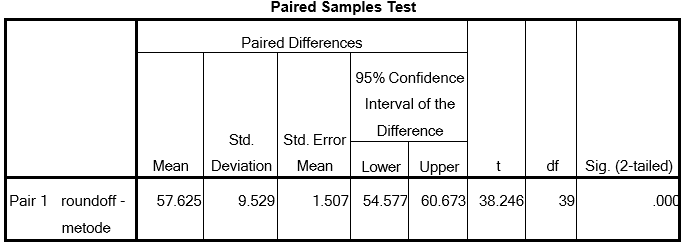 Paired Samples Test
Paired Differences
95% Confidence
Interval of the
Difference
Std.
Std. Error
Mean Deviation Mean Lower Upper t df Sig. (2-tailed)
Pair 1 roundoff - 57.625 9.529 1.507 54.577 60.673 38.246 39 .000
metode